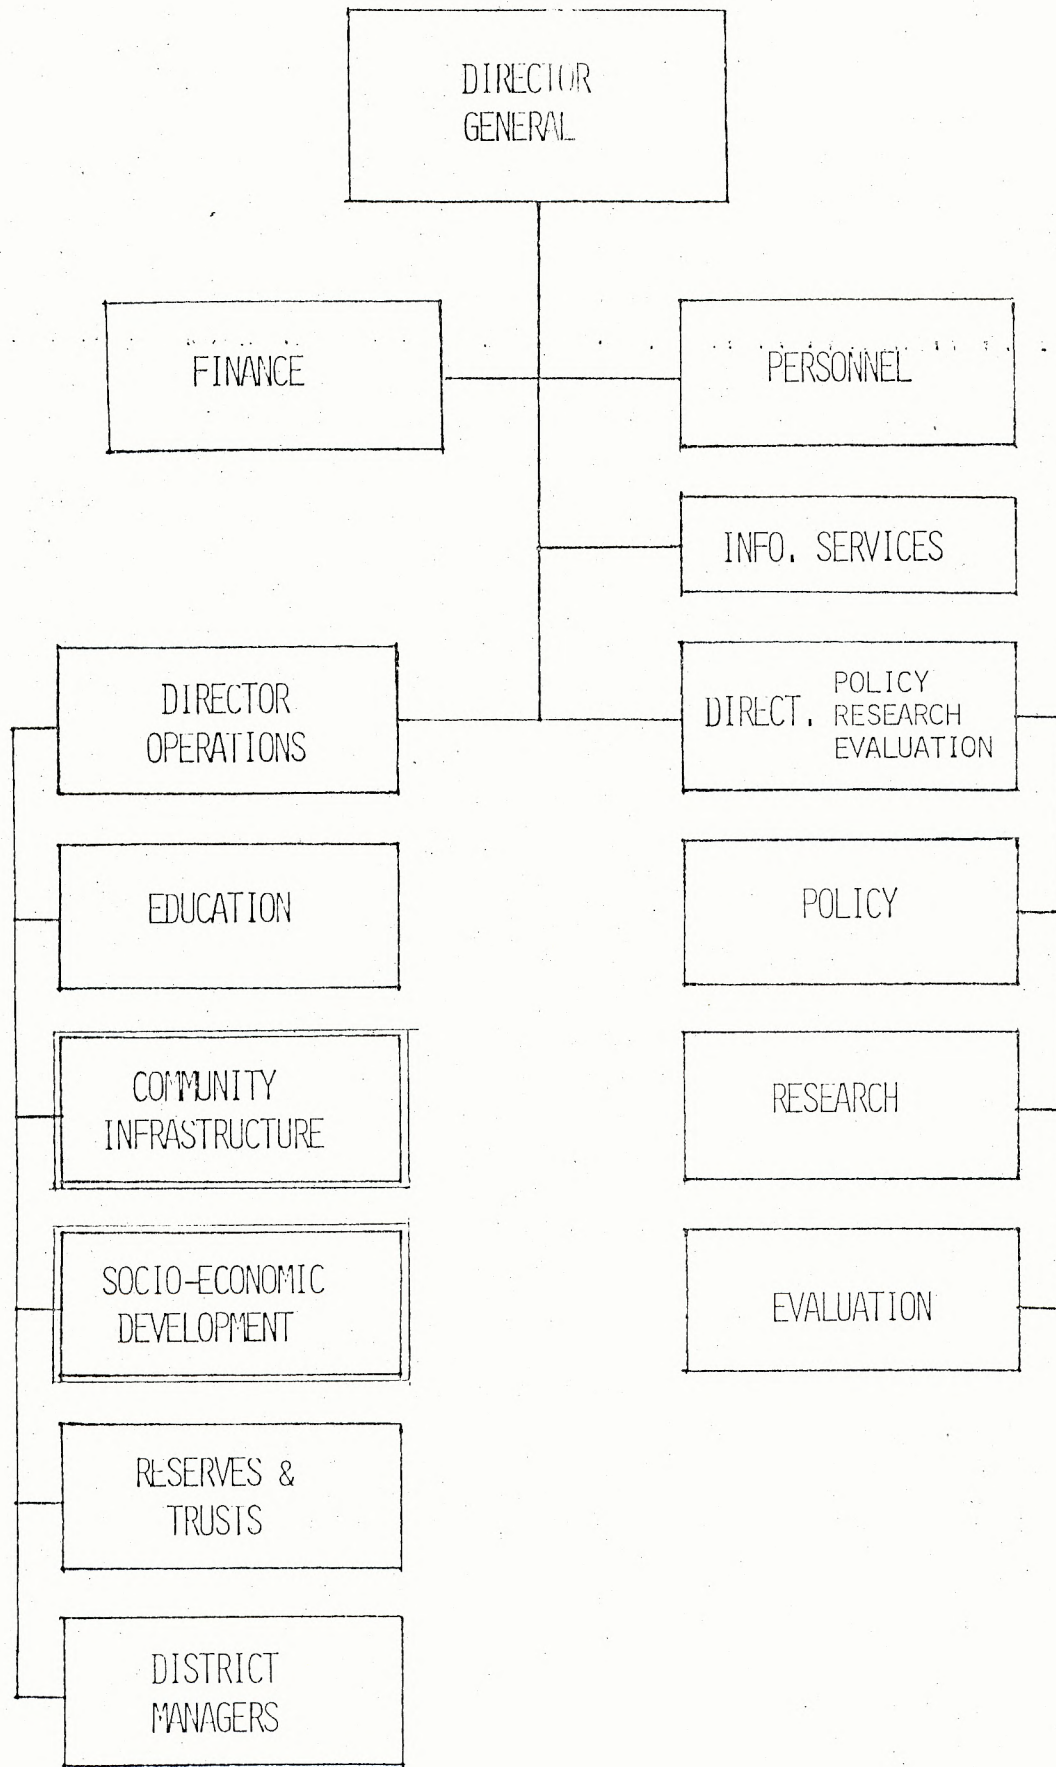 DIRECTOR
GENERAL
FINANCE
PERSONNEL
INFO. SERVICES
DIRECTOR
OPERATIONS
DIRECT. POLICY
RESEARCH
EVALUATION
EDUCATION
POLICY
COMMUNITY
INFRASTRUCTURE
RESEARCH
SOCIO-ECONOMIC
DEVELOPMENT
EVALUATION
RESERVES &
TRUSTS
DISTRICT
MANAGERS